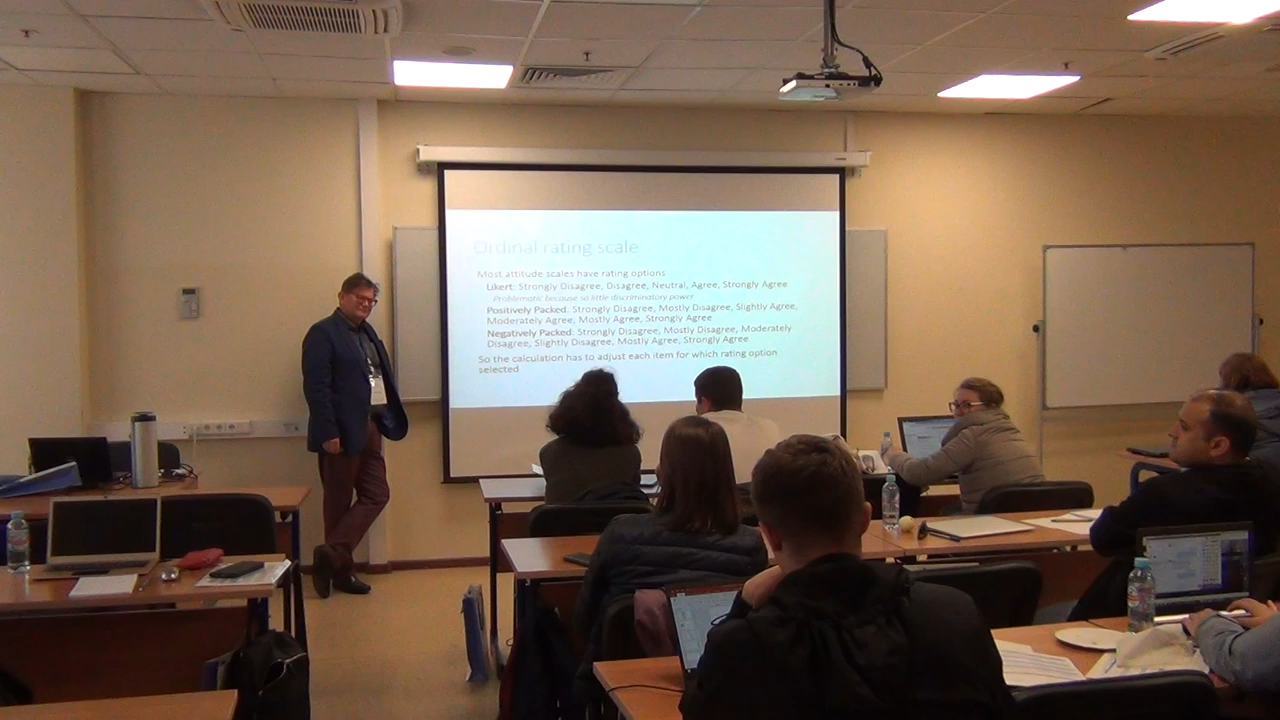 Ordinal rating scale
Most attitude scales have rating options
Likert: Strongly Disagree, Disagree, Neutral, Agree, Strongly Agree
Problematic because so little discriminatory power
Positively Packed: Strongly Disagree, Mostly Disagree, Slightly Agree,
Moderately Agree, Mostly Agree, Strongly Agree
Negatively Packed: Strongly Disagree, Mostly Disagree, Moderately
Disagree, Slightly Disagree, Mostly Agree, Strongly Agree
So the calculation has to adjust each item for which rating option
selected